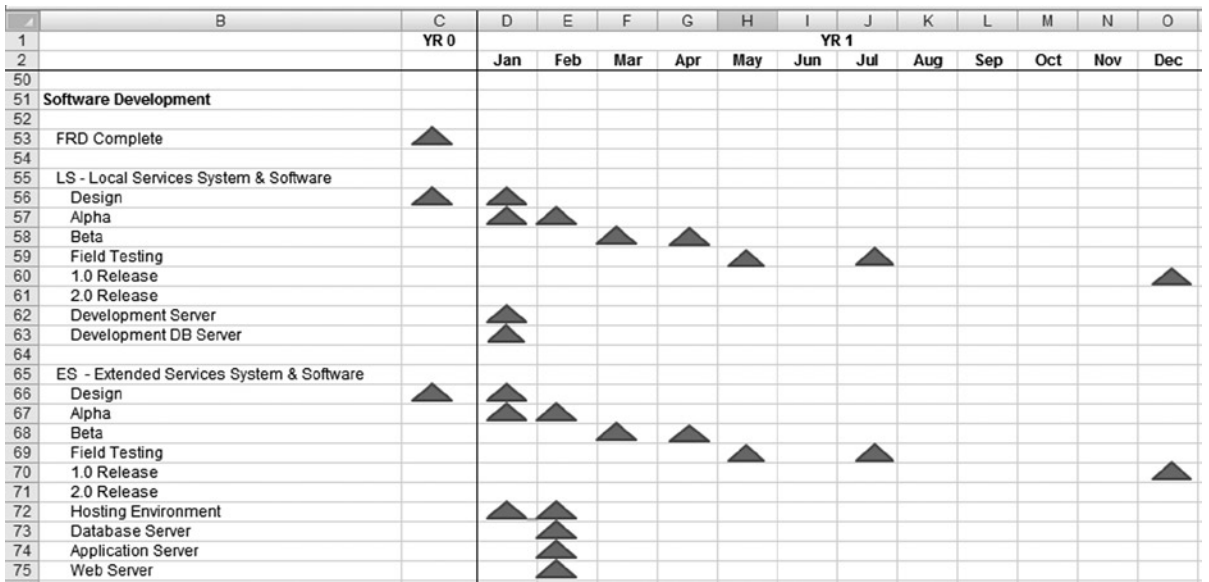 B C D E F G H I J K L M N O
1 YR 0 YR 1
2 Jan Feb Mar Apr May Jun Jul Aug Sep Oct Nov Dec
50
51 Software Development
52
53 FRD Complete
54
55 LS - Local Services System & Software
56 Design
57 Alpha
58 Beta
59 Field Testing
60 1.0 Release
61 2.0 Release
62 Development Server
63 Development DB Server
64
65 ES - Extended Services System & Software
66 Design
67 Alpha
68 Beta
69 Field Testing
70 1.0 Release
71 2.0 Release
72 Hosting Environment
73 Database Server
74 Application Server
75 Web Server